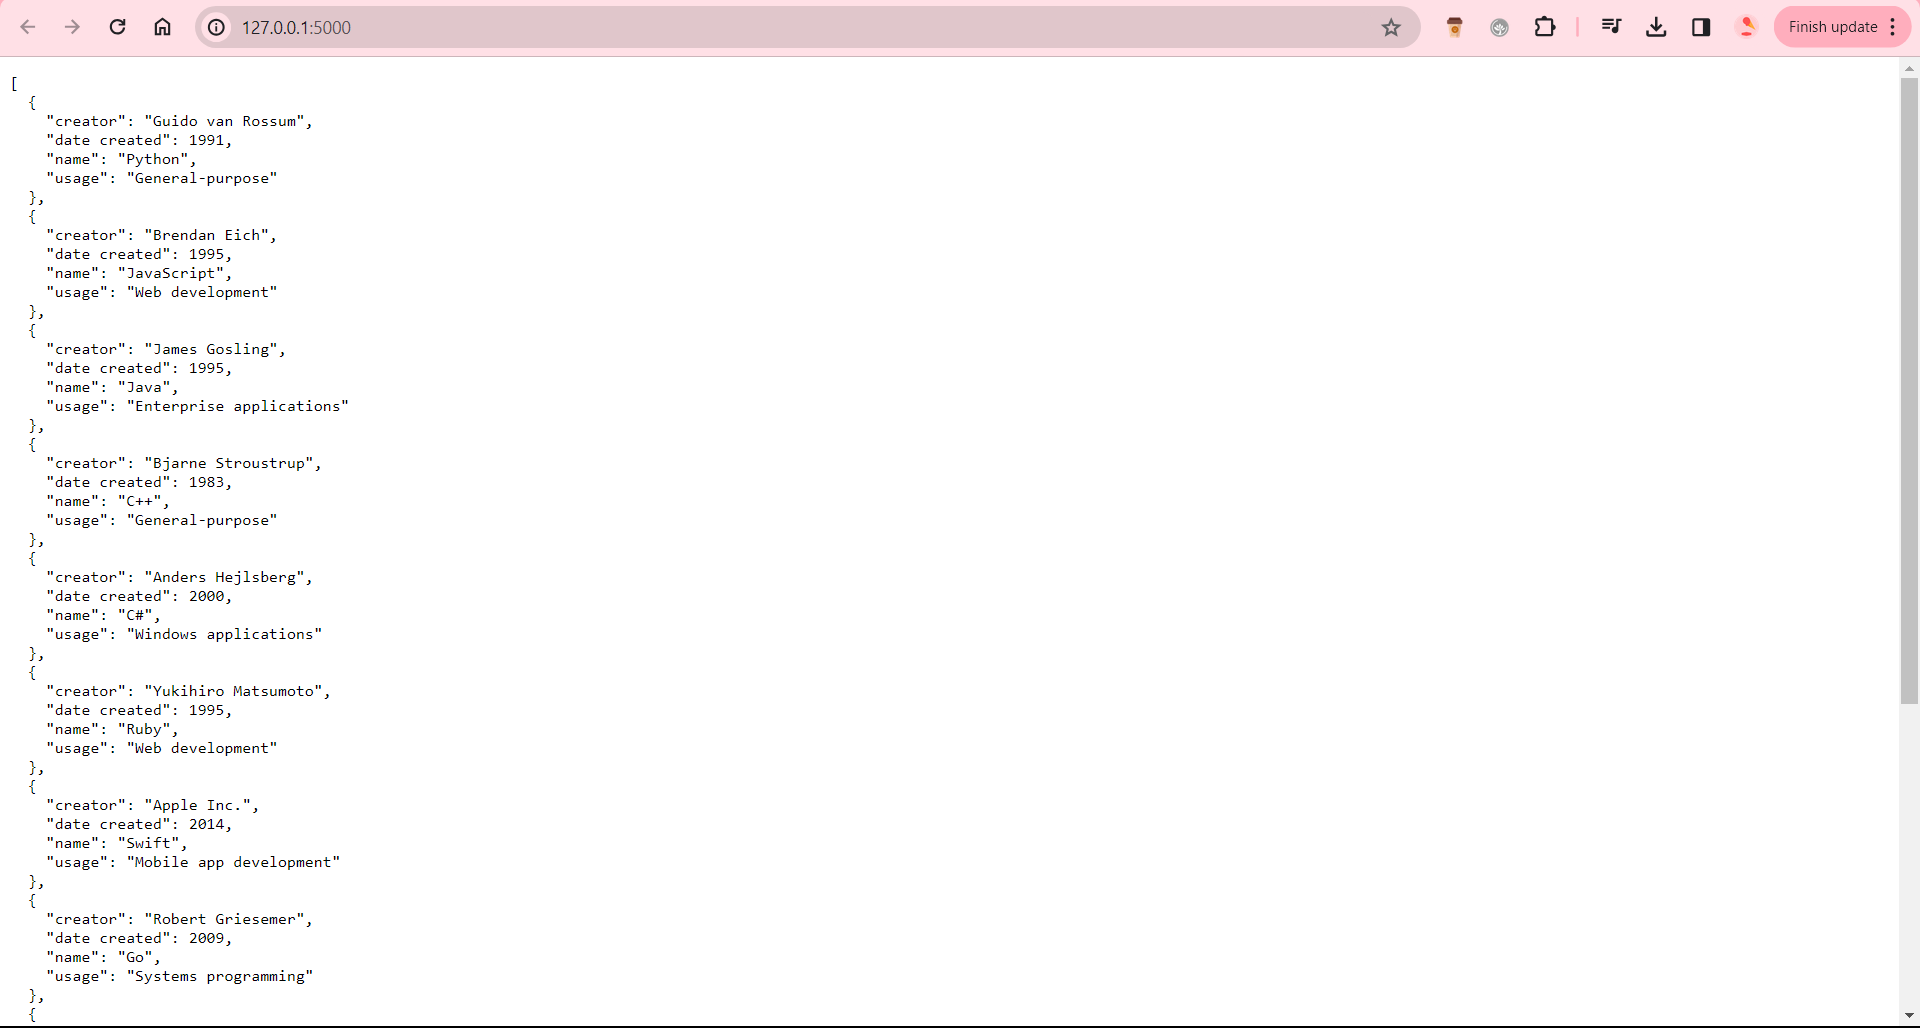 127.0.0.1:5000
Finish update
[
  {
    "creator": "Guido van Rossum",
    "date created": 1991,
    "name": "Python",
    "usage": "General-purpose"
  },
  {
    "creator": "Brendan Eich",
    "date created": 1995,
    "name": "JavaScript",
    "usage": "Web development"
  },
  {
    "creator": "James Gosling",
    "date created": 1995,
    "name": "Java",
    "usage": "Enterprise applications"
  },
  {
    "creator": "Bjarne Stroustrup",
    "date created": 1983,
    "name": "C++",
    "usage": "General-purpose"
  },
  {
    "creator": "Anders Hejlsberg",
    "date created": 2000,
    "name": "C#",
    "usage": "Windows applications"
  },
  {
    "creator": "Yukihiro Matsumoto",
    "date created": 1995,
    "name": "Ruby",
    "usage": "Web development"
  },
  {
    "creator": "Apple Inc.",
    "date created": 2014,
    "name": "Swift",
    "usage": "Mobile app development"
  },
  {
    "creator": "Robert Griesemer",
    "date created": 2009,
    "name": "Go",
    "usage": "Systems programming"
  },
  {